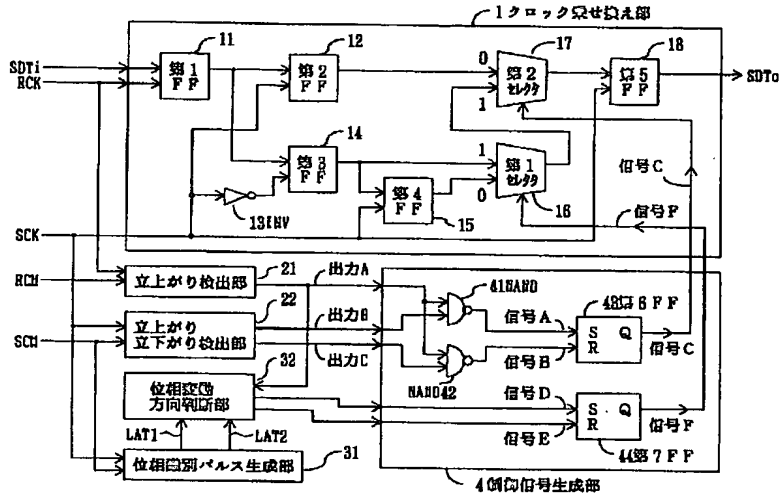 1クロック乗せ換え部
11
12
17
18
SDTi
RCK
第1
FF
第2
FF
0
1
第2
セレクタ
第5
FF
SDTo
14
第3
FF
13INV
第4
FF
15
1
0
第1
セレクタ
16
信号C
信号F
SCK
RCM
SCM
21
立上がり検出部
22
立上がり
立下がり検出部
出力A
出力B
出力C
41NAND
NAND42
信号A
信号B
43第6FF
S Q
R
信号C
32
位相変動
方向判断部
LAT1
LAT2
位相識別パルス生成部
31
信号D
信号E
S Q
R
信号F
44第7FF
4制御信号生成部